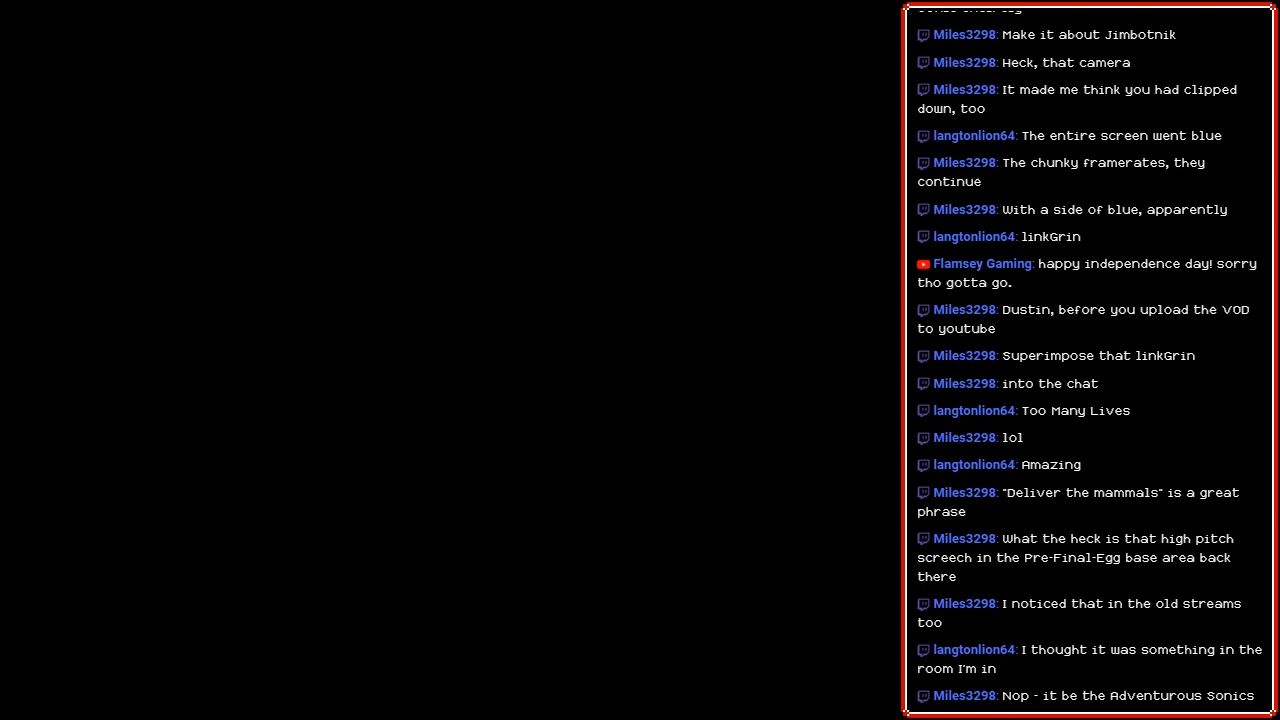 Miles3298: Make it about Jimbotnik
Miles3298: Heck, that camera
Miles3298: It made me think you had clipped
down, too
langtonlion64: The entire screen went blue
Miles3298: The chunky framerates, they
continue
Miles3298: With a side of blue, apparently
langtonlion64: linkGrin
Flamsey Gaming: happy independence day! sorry
tho gotta go.
Miles3298: Dustin, before you upload the VOD
to youtube
Miles3298: Superimpose that linkGrin
Miles3298: into the chat
langtonlion64: Too Many Lives
Miles3298: lol
langtonlion64: Amazing
Miles3298: "Deliver the mammals" is a great
phrase
Miles3298: What the heck is that high pitch
screech in the Pre-Final-Egg base area back
there
Miles3298: I noticed that in the old streams
too
langtonlion64: I thought it was something in the
room I'm in
Miles3298: Nop - it be the Adventurous Sonics